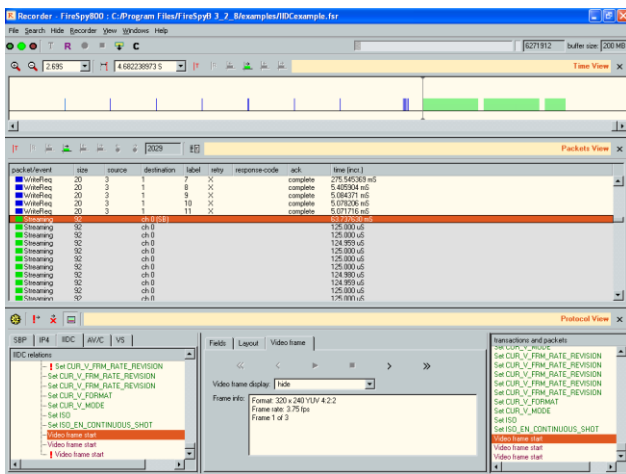 Recorder - FireSpy800 : C:/Program Files/FireSpyB 3_2_B/examples/IIDCexample.fsr
File Search Hide Recorder View Windows Help
T R C 6271912 buffer size: 200 MB
2.69S 4.682238973 S Time View
2029 Packets View
packet/event size source destination label retry response-code ack time (incr.)
WriteReq 20 3 1 7 X complete 275.545369 mS
WriteReq 20 3 1 8 X complete 5.405904 mS
WriteReq 20 3 1 9 X complete 5.084371 mS
WriteReq 20 3 1 10 X complete 5.078206 mS
WriteReq 20 3 1 11 X complete 5.071716 mS
Streaming 92 ch 0 (SB) 63.737630 mS
Streaming 92 ch 0 125.000 uS
Streaming 92 ch 0 125.000 uS
Streaming 92 ch 0 124.959 uS
Streaming 92 ch 0 125.000 uS
Streaming 92 ch 0 125.000 uS
Streaming 92 ch 0 124.980 uS
Streaming 92 ch 0 124.959 uS
Streaming 92 ch 0 125.000 uS
Streaming 92 ch 0 125.000 uS
Protocol View
SBP IP4 IIDC AV/C VS
IIDC relations
! Set CUR_V_FRM_RATE_REVISION
Set CUR_V_FRM_RATE_REVISION
Set CUR_V_FRM_RATE_REVISION
Set CUR_V_FORMAT
Set CUR_V_MODE
Set ISO
Set ISO_EN_CONTINUOUS_SHOT
Video frame start
Video frame start
! Video frame start
Fields Layout Video frame
Video frame display: hide
Frame info: Format: 320 x 240 YUV 4:2:2
Frame rate: 3.75 fps
Frame 1 of 3
transactions and packets
Set CUR_V_MODE
Set CUR_V_FRM_RATE_REVISION
Set CUR_V_FRM_RATE_REVISION
Set CUR_V_FRM_RATE_REVISION
Set CUR_V_FORMAT
Set CUR_V_MODE
Set ISO
Set ISO_EN_CONTINUOUS_SHOT
Video frame start
Video frame start
Video frame start